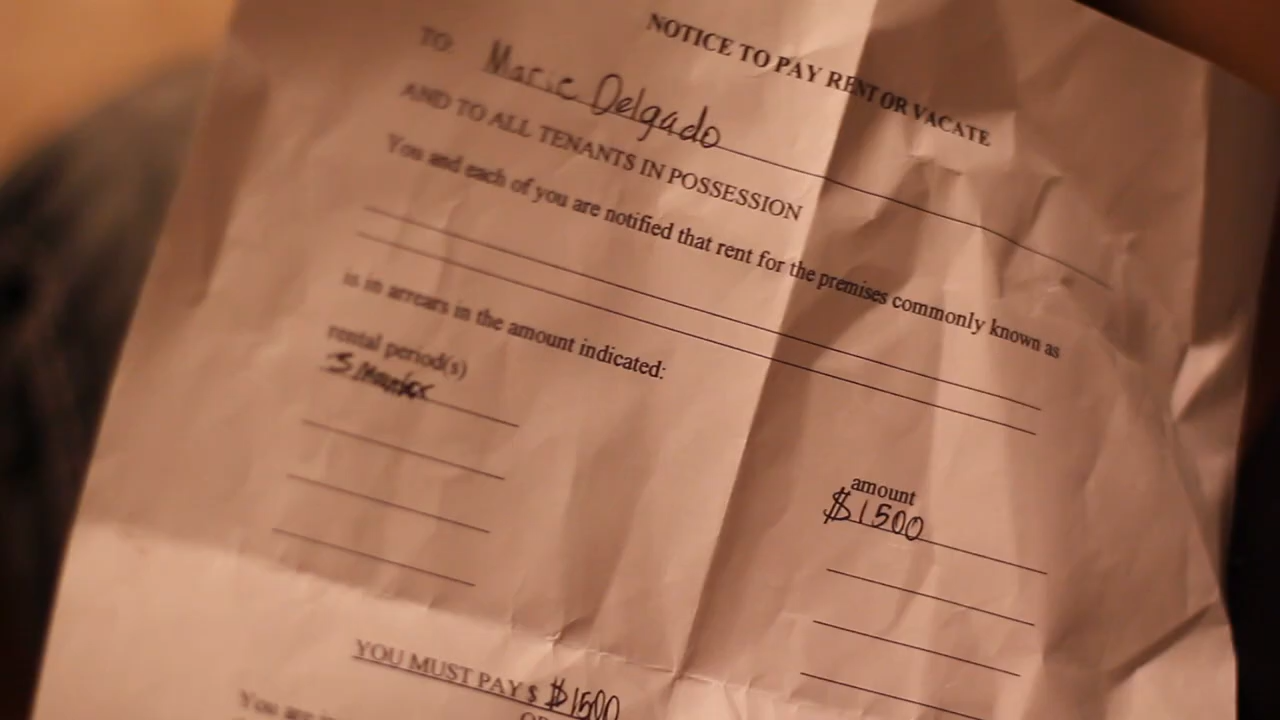 NOTICE TO PAY RENT OR VACATE
TO: Marie Delgado
AND TO ALL TENANTS IN POSSESSION
You and each of you are notified that rent for the premises commonly known as
is in arrears in the amount indicated:
rental period(s)
amount
$1500
YOU MUST PAY $ $1500
You are